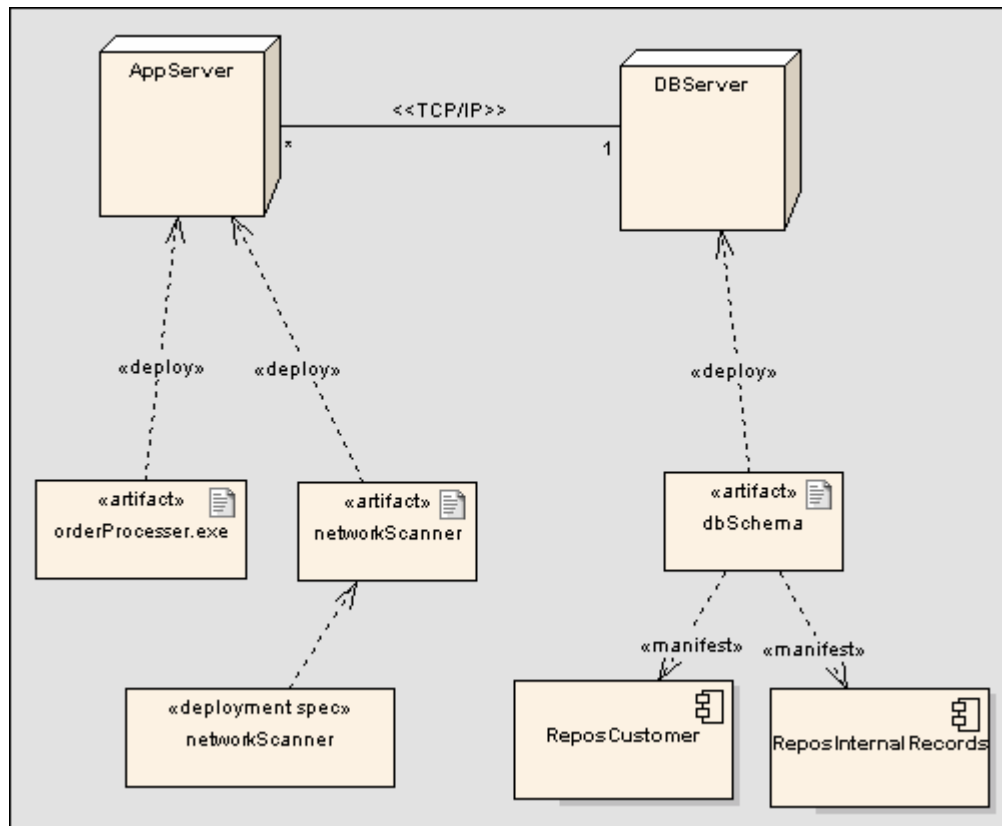 AppServer
DBServer
<<TCP/IP>>
*
1
«deploy»
«deploy»
«deploy»
«artifact»
orderProcesser.exe
«artifact»
networkScanner
«artifact»
dbSchema
«manifest»
«manifest»
«deployment spec»
networkScanner
ReposCustomer
ReposInternalRecords